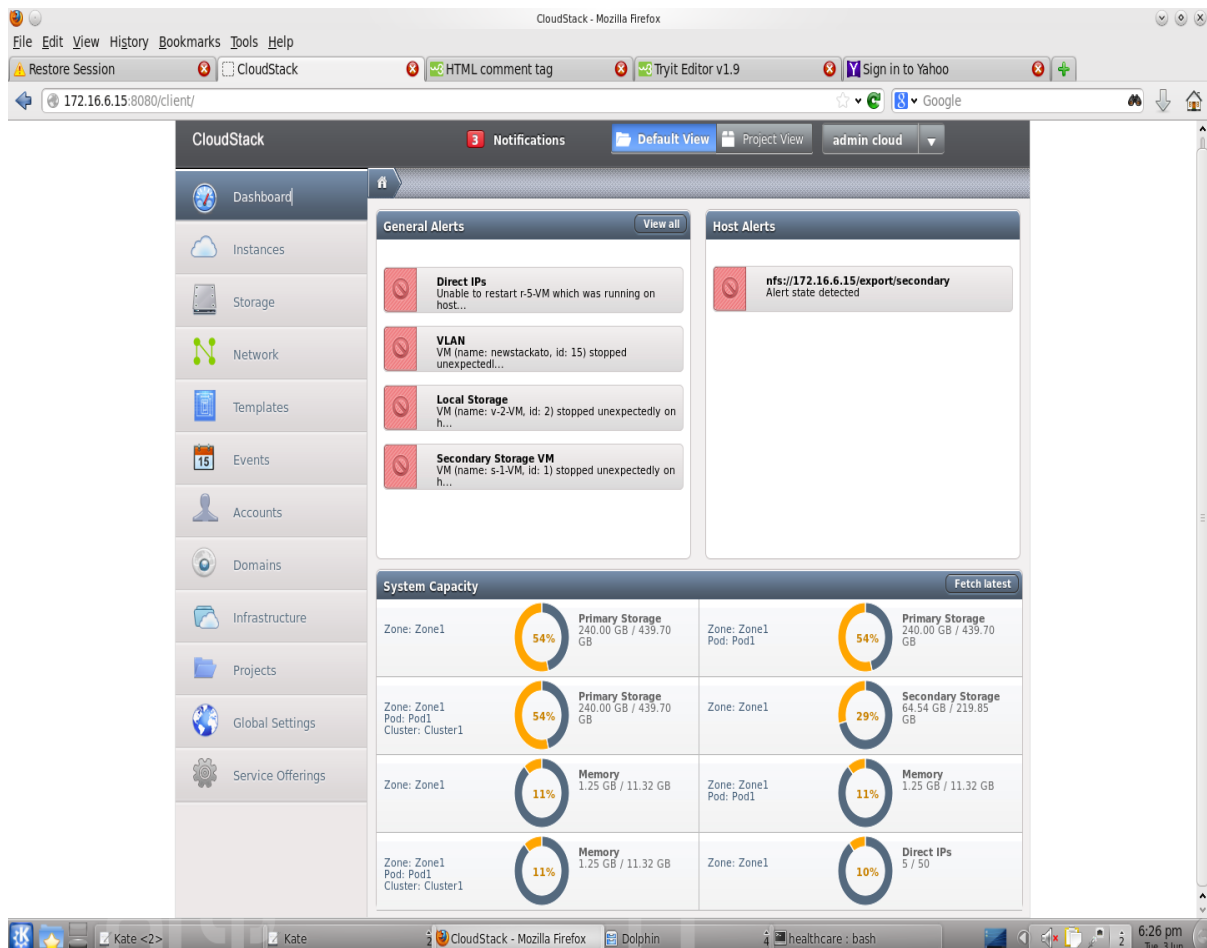 CloudStack - Mozilla Firefox
File Edit View History Bookmarks Tools Help
Restore Session
CloudStack
HTML comment tag
Tryit Editor v1.9
Sign in to Yahoo
172.16.6.15:8080/client/
Google
CloudStack
3 Notifications
Default View
Project View
admin cloud
Dashboard
Instances
Storage
Network
Templates
15
Events
Accounts
Domains
Infrastructure
Projects
Global Settings
Service Offerings
General Alerts
View all
Direct IPs
Unable to restart r-5-VM which was running on
host...
VLAN
VM (name: newstackato, id: 15) stopped
unexpectedl...
Local Storage
VM (name: v-2-VM, id: 2) stopped unexpectedly on
h...
Secondary Storage VM
VM (name: s-1-VM, id: 1) stopped unexpectedly on
h...
Host Alerts
nfs://172.16.6.15/export/secondary
Alert state detected
System Capacity
Fetch latest
Zone: Zone1
54%
Primary Storage
240.00 GB / 439.70
GB
Zone: Zone1
Pod: Pod1
54%
Primary Storage
240.00 GB / 439.70
GB
Zone: Zone1
Pod: Pod1
Cluster: Cluster1
54%
Primary Storage
240.00 GB / 439.70
GB
Zone: Zone1
29%
Secondary Storage
64.54 GB / 219.85
GB
Zone: Zone1
11%
Memory
1.25 GB / 11.32 GB
Zone: Zone1
Pod: Pod1
11%
Memory
1.25 GB / 11.32 GB
Zone: Zone1
Pod: Pod1
Cluster: Cluster1
11%
Memory
1.25 GB / 11.32 GB
Zone: Zone1
10%
Direct IPs
5 / 50
Kate <2>
Kate
2 CloudStack - Mozilla Firefox
Dolphin
4 healthcare : bash
1
2
6:26 pm
Tue, 3 Jun